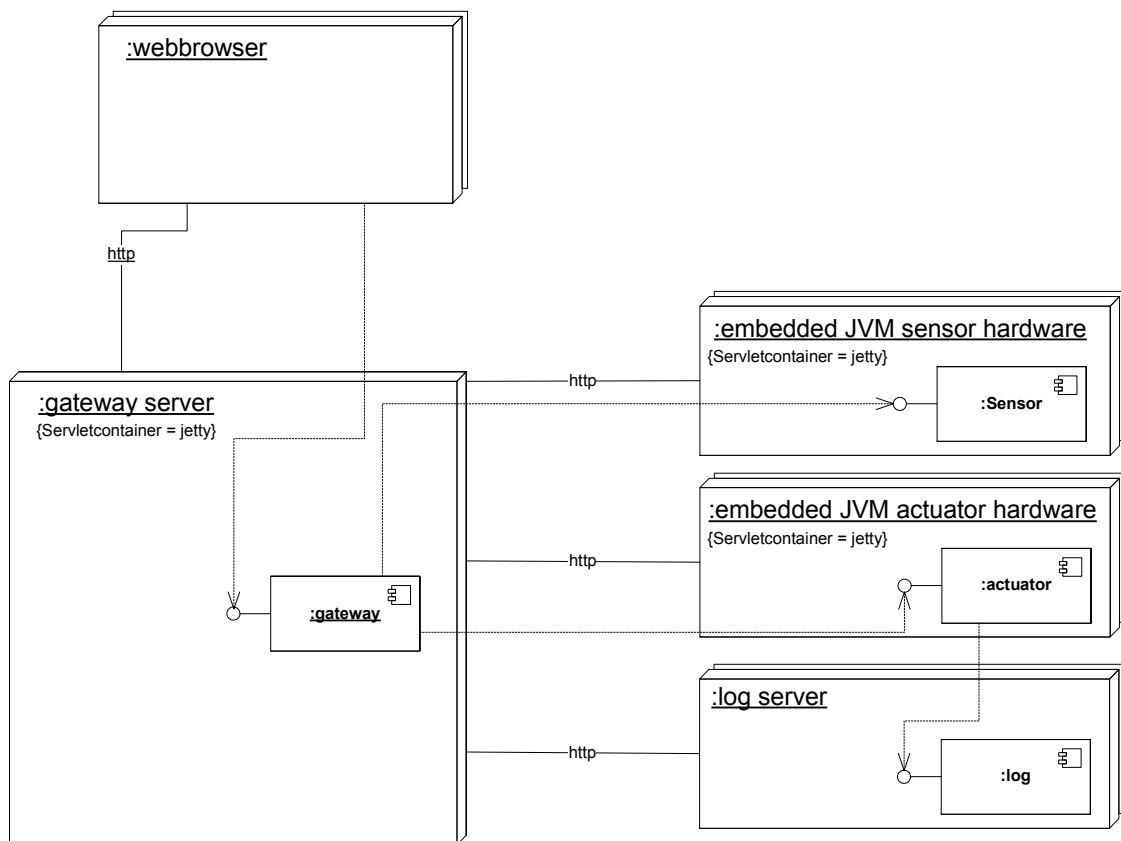 :webbrowser
http
:embedded JVM sensor hardware
{Servletcontainer = jetty}
:Sensor
http
:gateway server
{Servletcontainer = jetty}
:embedded JVM actuator hardware
{Servletcontainer = jetty}
http
:actuator
:gateway
:log server
http
:log